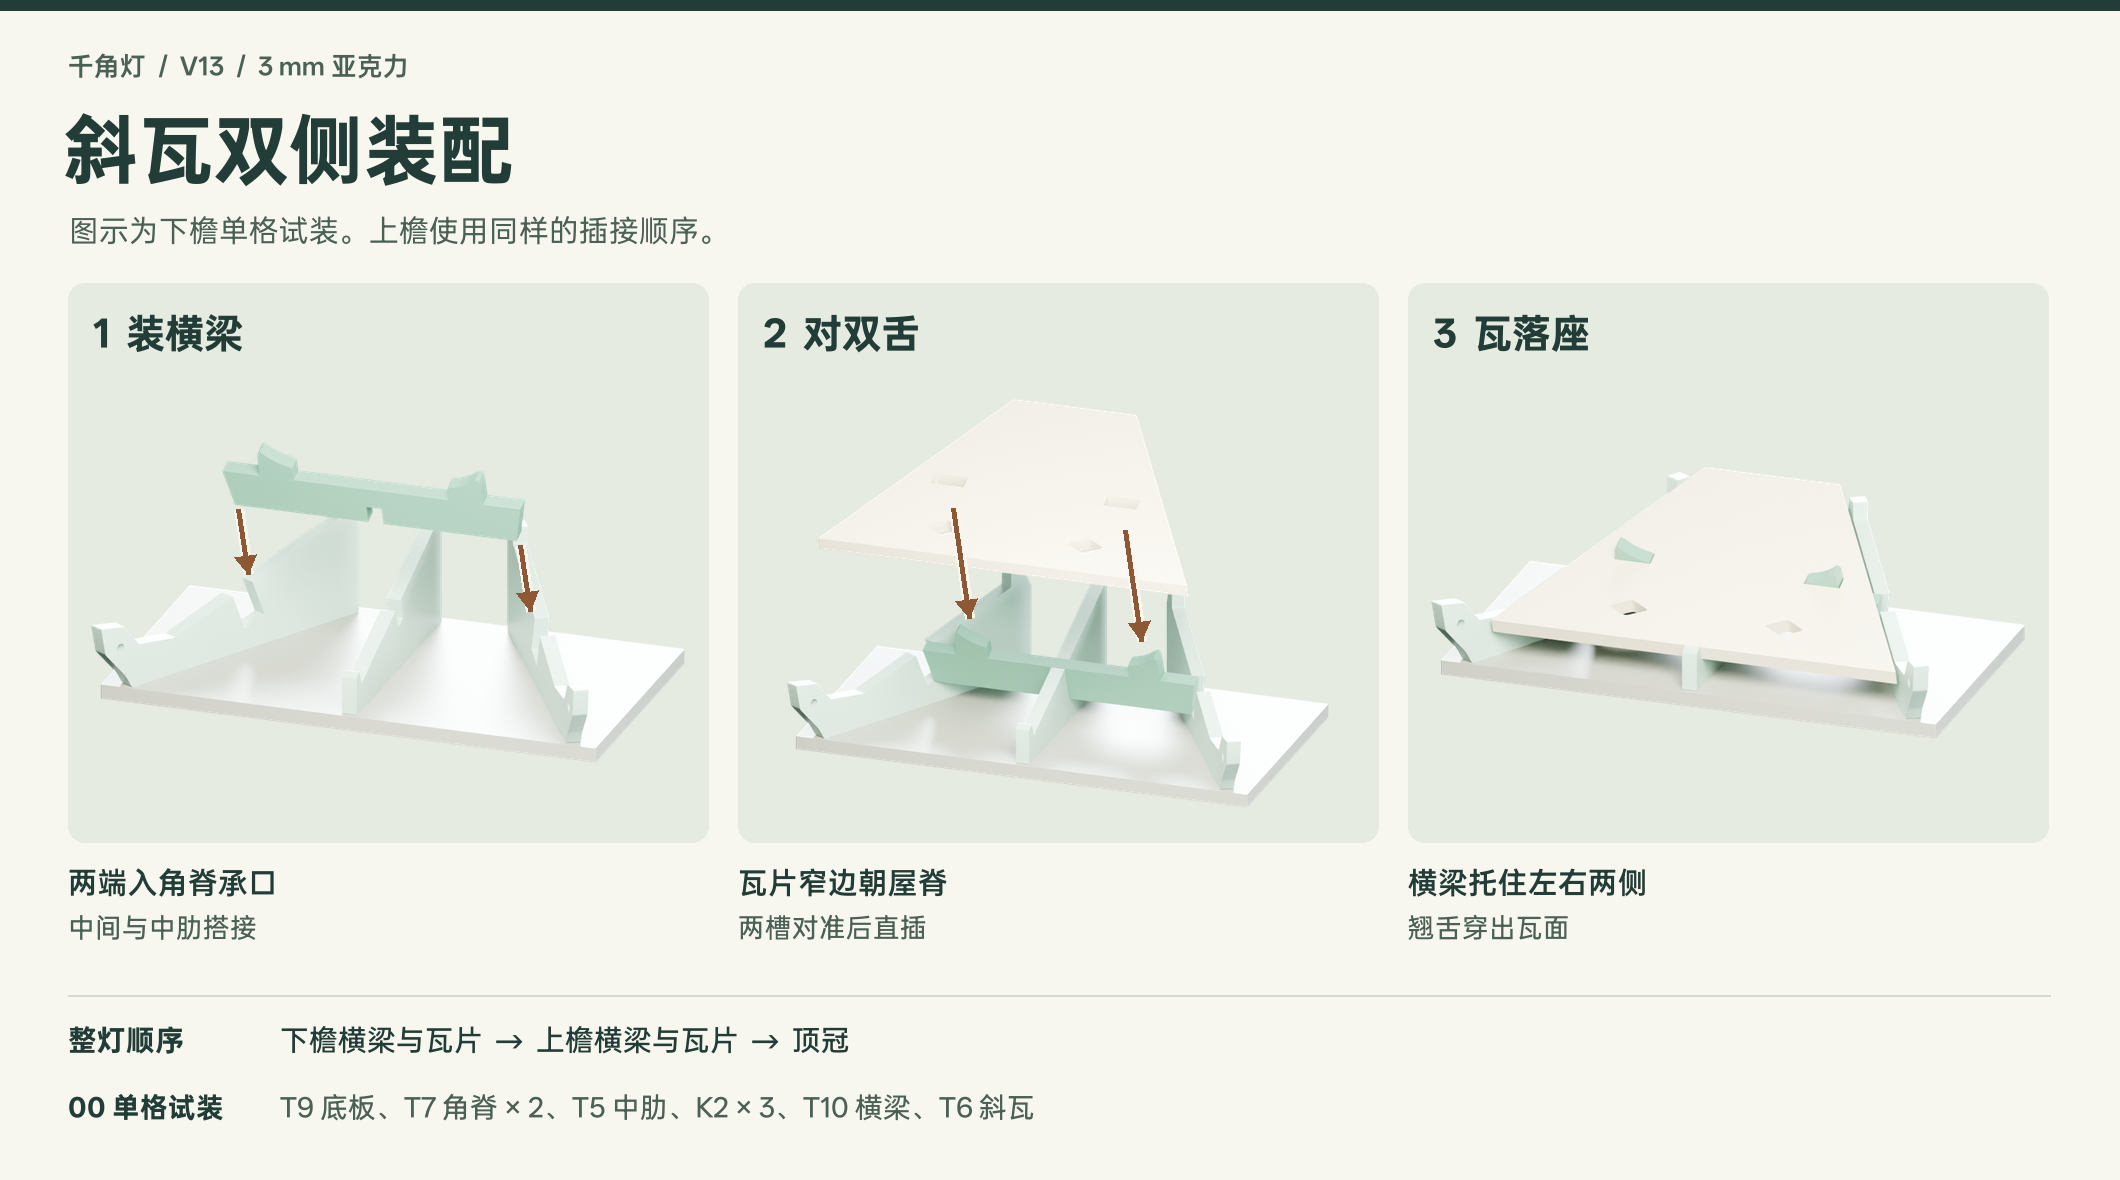 千角灯 / V13 / 3 mm 亚克力
斜瓦双侧装配
图示为下檐单格试装。上檐使用同样的插接顺序。
1 装横梁
2 对双舌
3 瓦落座
两端入角脊承口
中间与中肋搭接
瓦片窄边朝屋脊
两槽对准后直插
横梁托住左右两侧
翘舌穿出瓦面
整灯顺序 下檐横梁与瓦片 → 上檐横梁与瓦片 → 顶冠
00 单格试装 T9 底板、T7 角脊 × 2、T5 中肋、K2 × 3、T10 横梁、T6 斜瓦